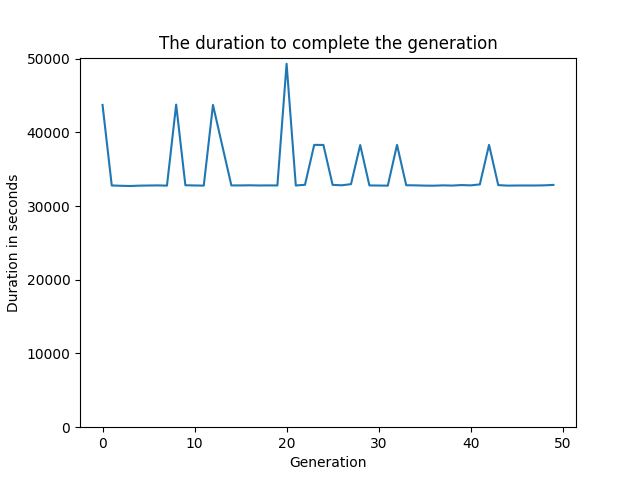 The duration to complete the generation
50000
40000
30000
20000
10000
0
Duration in seconds
0 10 20 30 40 50
Generation